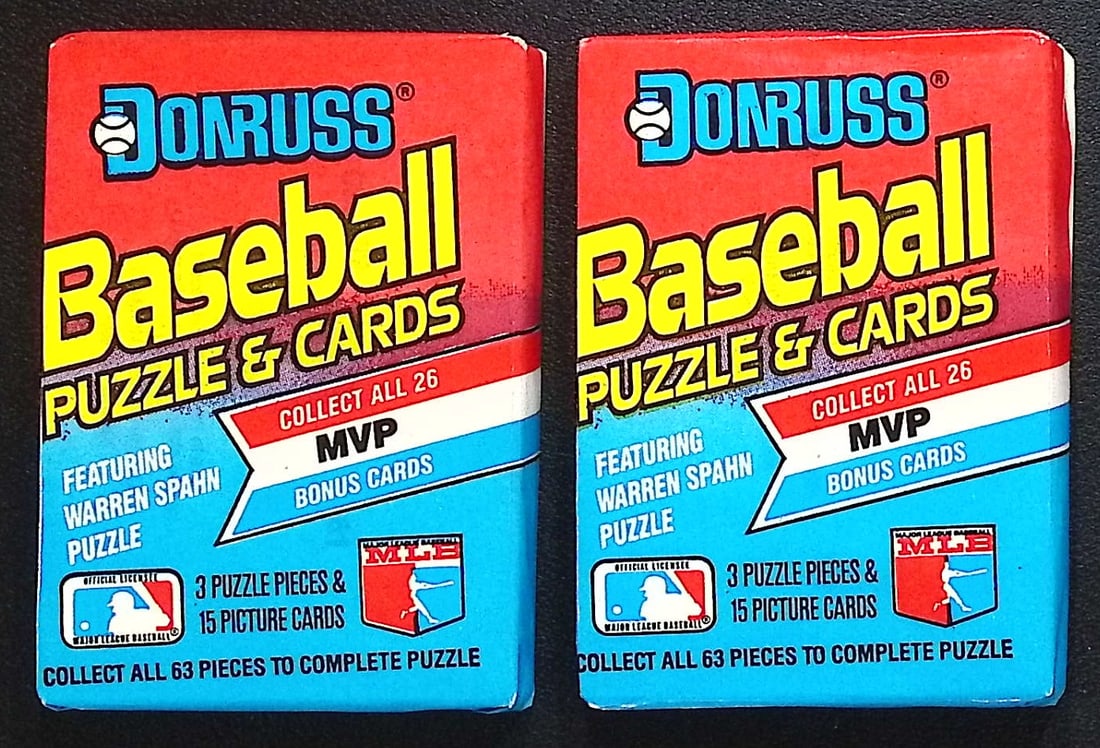 DONRUSS®
Baseball
PUZZLE & CARDS
COLLECT ALL 26
MVP
BONUS CARDS
FEATURING
WARREN SPAHN
PUZZLE
OFFICIAL LICENSEE
MAJOR LEAGUE BASEBALL®
3 PUZZLE PIECES &
15 PICTURE CARDS
MAJOR LEAGUE BASEBALL
MLB
COLLECT ALL 63 PIECES TO COMPLETE PUZZLE
DONRUSS®
Baseball
PUZZLE & CARDS
COLLECT ALL 26
MVP
BONUS CARDS
FEATURING
WARREN SPAHN
PUZZLE
OFFICIAL LICENSEE
MAJOR LEAGUE BASEBALL®
3 PUZZLE PIECES &
15 PICTURE CARDS
MAJOR LEAGUE BASEBALL
MLB
COLLECT ALL 63 PIECES TO COMPLETE PUZZLE